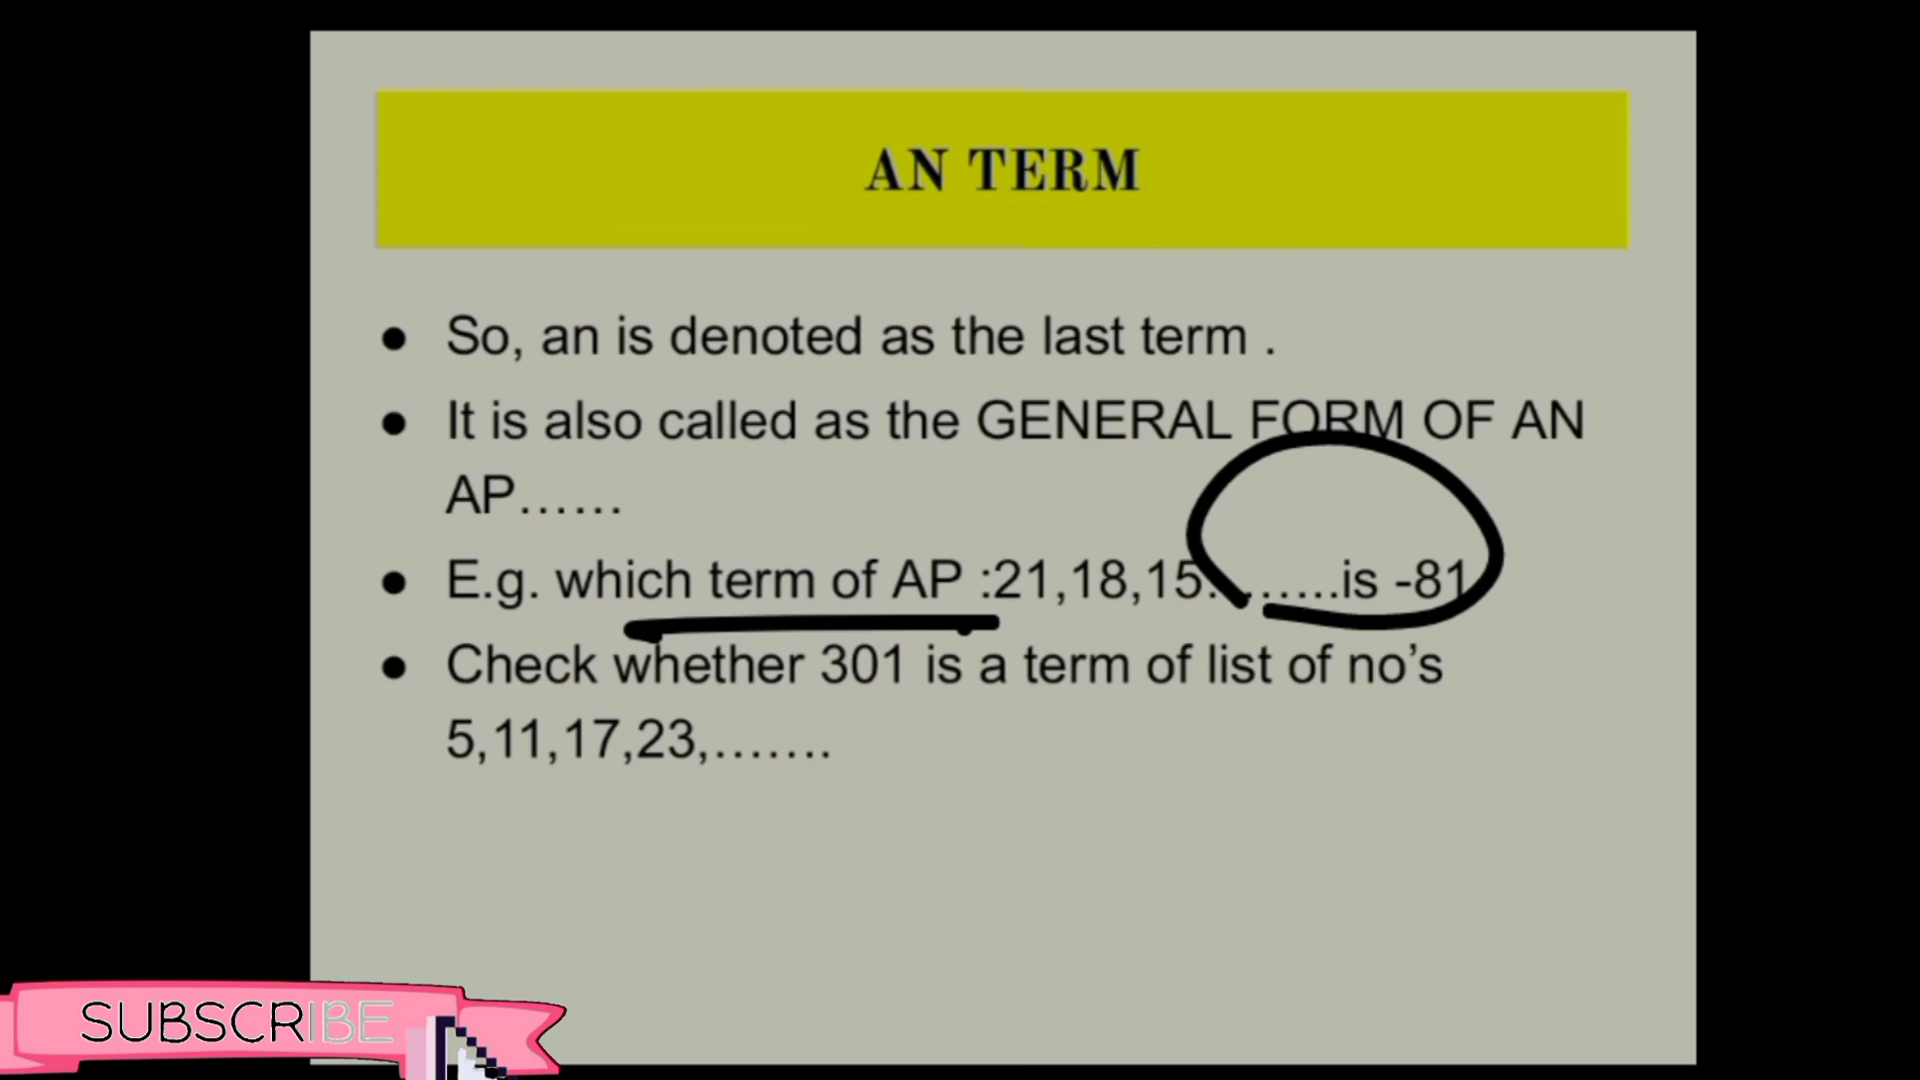 AN TERM
● So, an is denoted as the last term .
● It is also called as the GENERAL FORM OF AN
AP……
● E.g. which term of AP :21,18,15……..is -81
● Check whether 301 is a term of list of no’s
5,11,17,23,…….
SUBSCRIBE